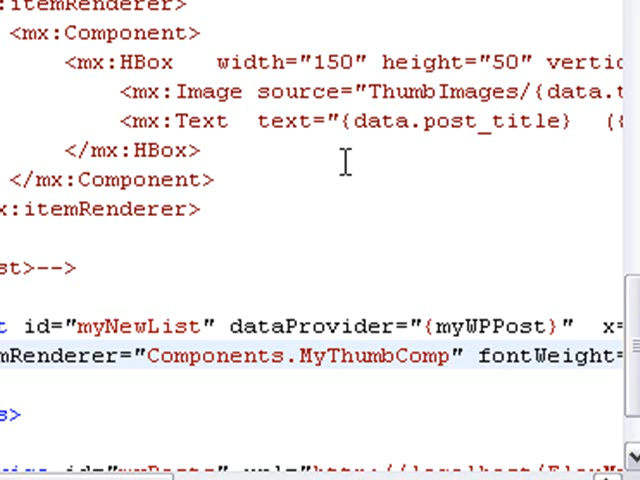 :itemRenderer>
<mx:Component>
<mx:HBox   width="150" height="50" vertic
<mx:Image source="ThumbImages/{data.t
<mx:Text  text="{data.post_title}  ({
</mx:HBox>
</mx:Component>
x:itemRenderer>
st>-->
t id="myNewList" dataProvider="{myWPPost}"  x=
mRenderer="Components.MyThumbComp" fontWeight=
s>